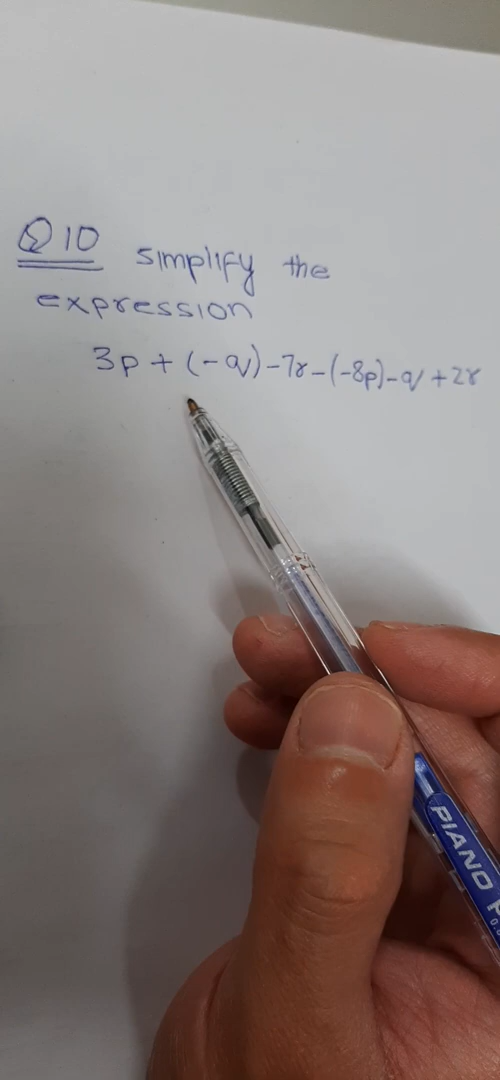 Q10 simplify the
expression
3p + (-q) - 7r - (-8p) - q + 2r
PIANO